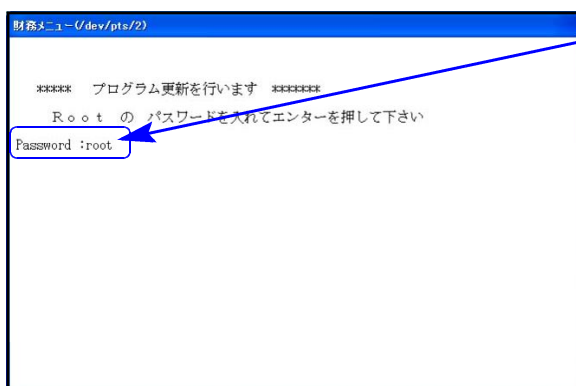 財務メニュー(/dev/pts/2)
***** プログラム更新を行います *******
Ｒｏｏｔ の パスワードを入れてエンターを押して下さい
Password :root